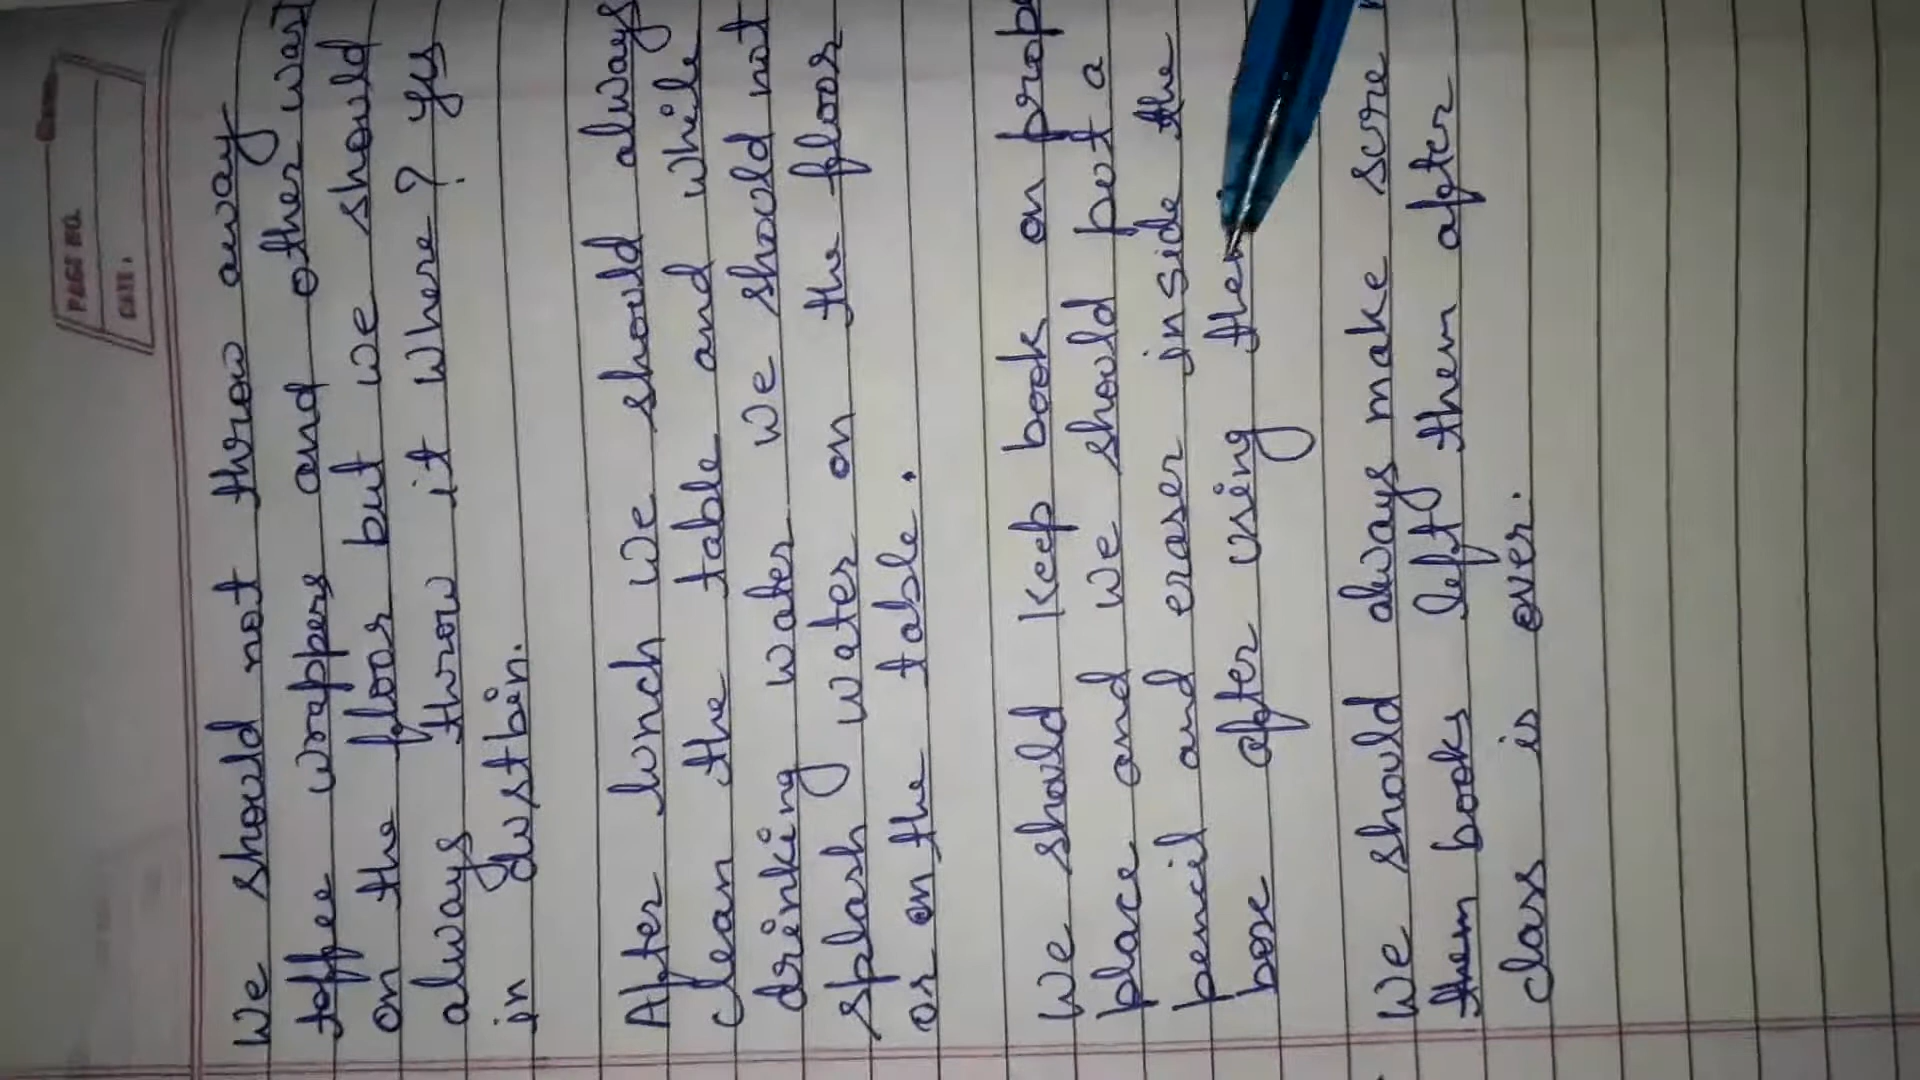 PAGE NO.
DATE:
We should not throw away
toffee wrappers and other
on the floor but we should
always throw it where? yes
in dustbin.
After lunch we should always
clean the table and while
drinking water we should not
splash water on the floor
or on the table.
We should keep book on
place and we should put a
pencil and eraser inside the
box after using
We should always make sure
them books left them after
class is over.